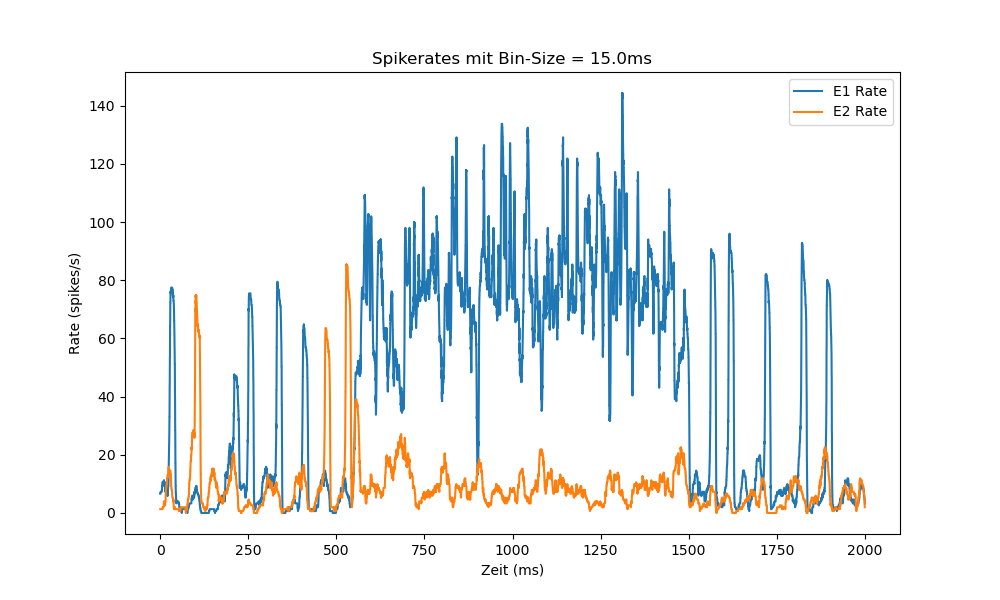 Spikerates mit Bin-Size = 15.0ms
E1 Rate
E2 Rate
Rate (spikes/s)
140
120
100
80
60
40
20
0
0 250 500 750 1000 1250 1500 1750 2000
Zeit (ms)